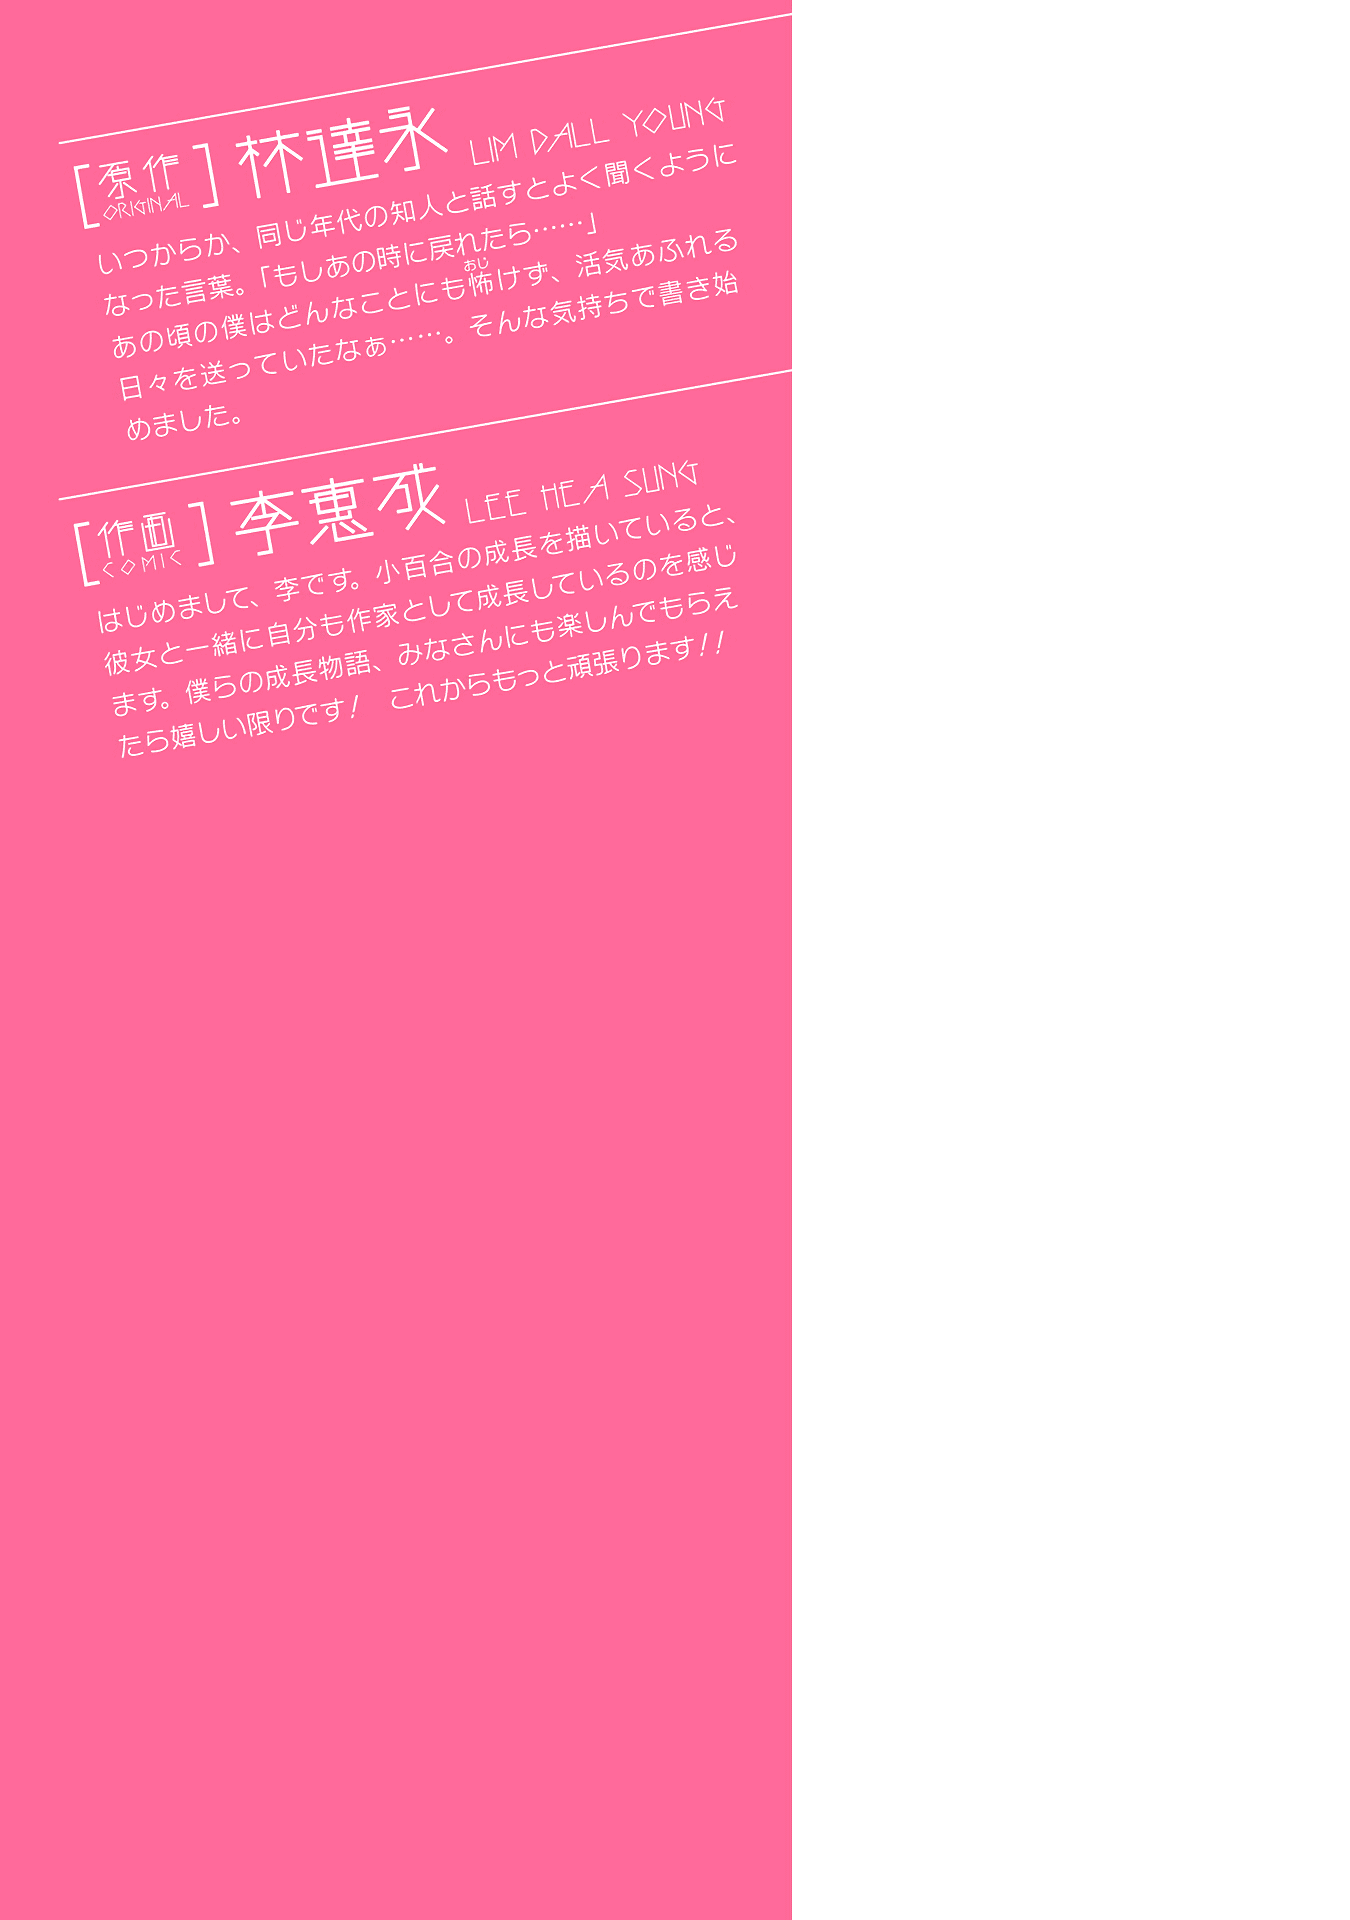 [原作 ORIGINAL] 林達永 LIM DALL YOUNG
いつからか、同じ年代の知人と話すとよく聞くように
なった言葉。「もしあの時に戻れたら……」
あの頃の僕はどんなことにも怖(おじ)けず、活気あふれる
日々を送っていたなぁ……。そんな気持ちで書き始
めました。
[作画 COMIC] 李惠成 LEE HEA SUNG
はじめまして、李です。小百合の成長を描いていると、
彼女と一緒に自分も作家として成長しているのを感じ
ます。僕らの成長物語、みなさんにも楽しんでもらえ
たら嬉しい限りです！　これからもっと頑張ります!!